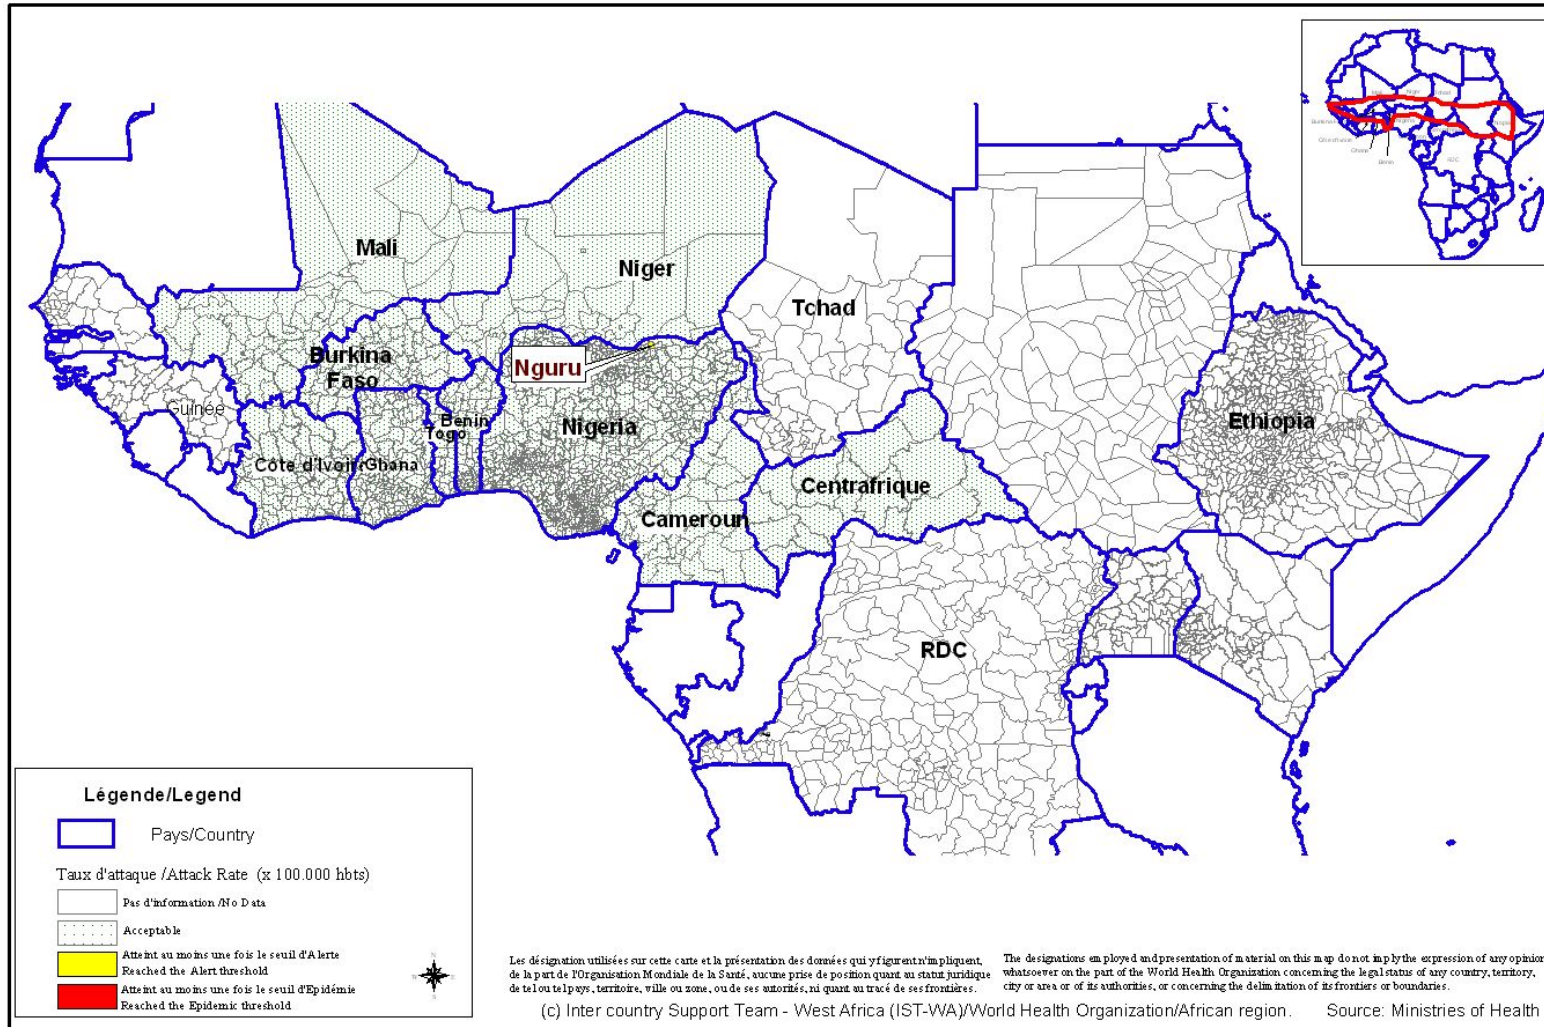 Mali
Niger
Tchad
Burkina
Faso
Nguru
Guinée
Benin
Togo
Nigeria
Ethiopia
Côte d'Ivoire
Ghana
Centrafrique
Cameroun
RDC
Mali
Niger
Tchad
Ghana
Benin
RDC
Légende/Legend
Pays/Country
Taux d'attaque /Attack Rate (x 100.000 hbts)
Pas d'information /No Data
Acceptable
Atteint au moins une fois le seuil d'Alerte
Reached the Alert threshold
Atteint au moins une fois le seuil d'Epidémie
Reached the Epidemic threshold
N
W E
S
Les désignation utilisées sur cette carte et la présentation des données qui y figurent n'impliquent,
de la part de l'Organisation Mondiale de la Santé, aucune prise de position quant au statut juridique
de tel ou tel pays, territoire, ville ou zone, ou de ses autorités, ni quant au tracé de ses frontières.
The designations employed and presentation of material on this map do not imply the expression of any opinion
whatsoever on the part of the World Health Organization concerning the legal status of any country, territory,
city or area or of its authorities, or concerning the delimitation of its frontiers or boundaries.
(c) Inter country Support Team - West Africa (IST-WA)/World Health Organization/African region.
Source: Ministries of Health